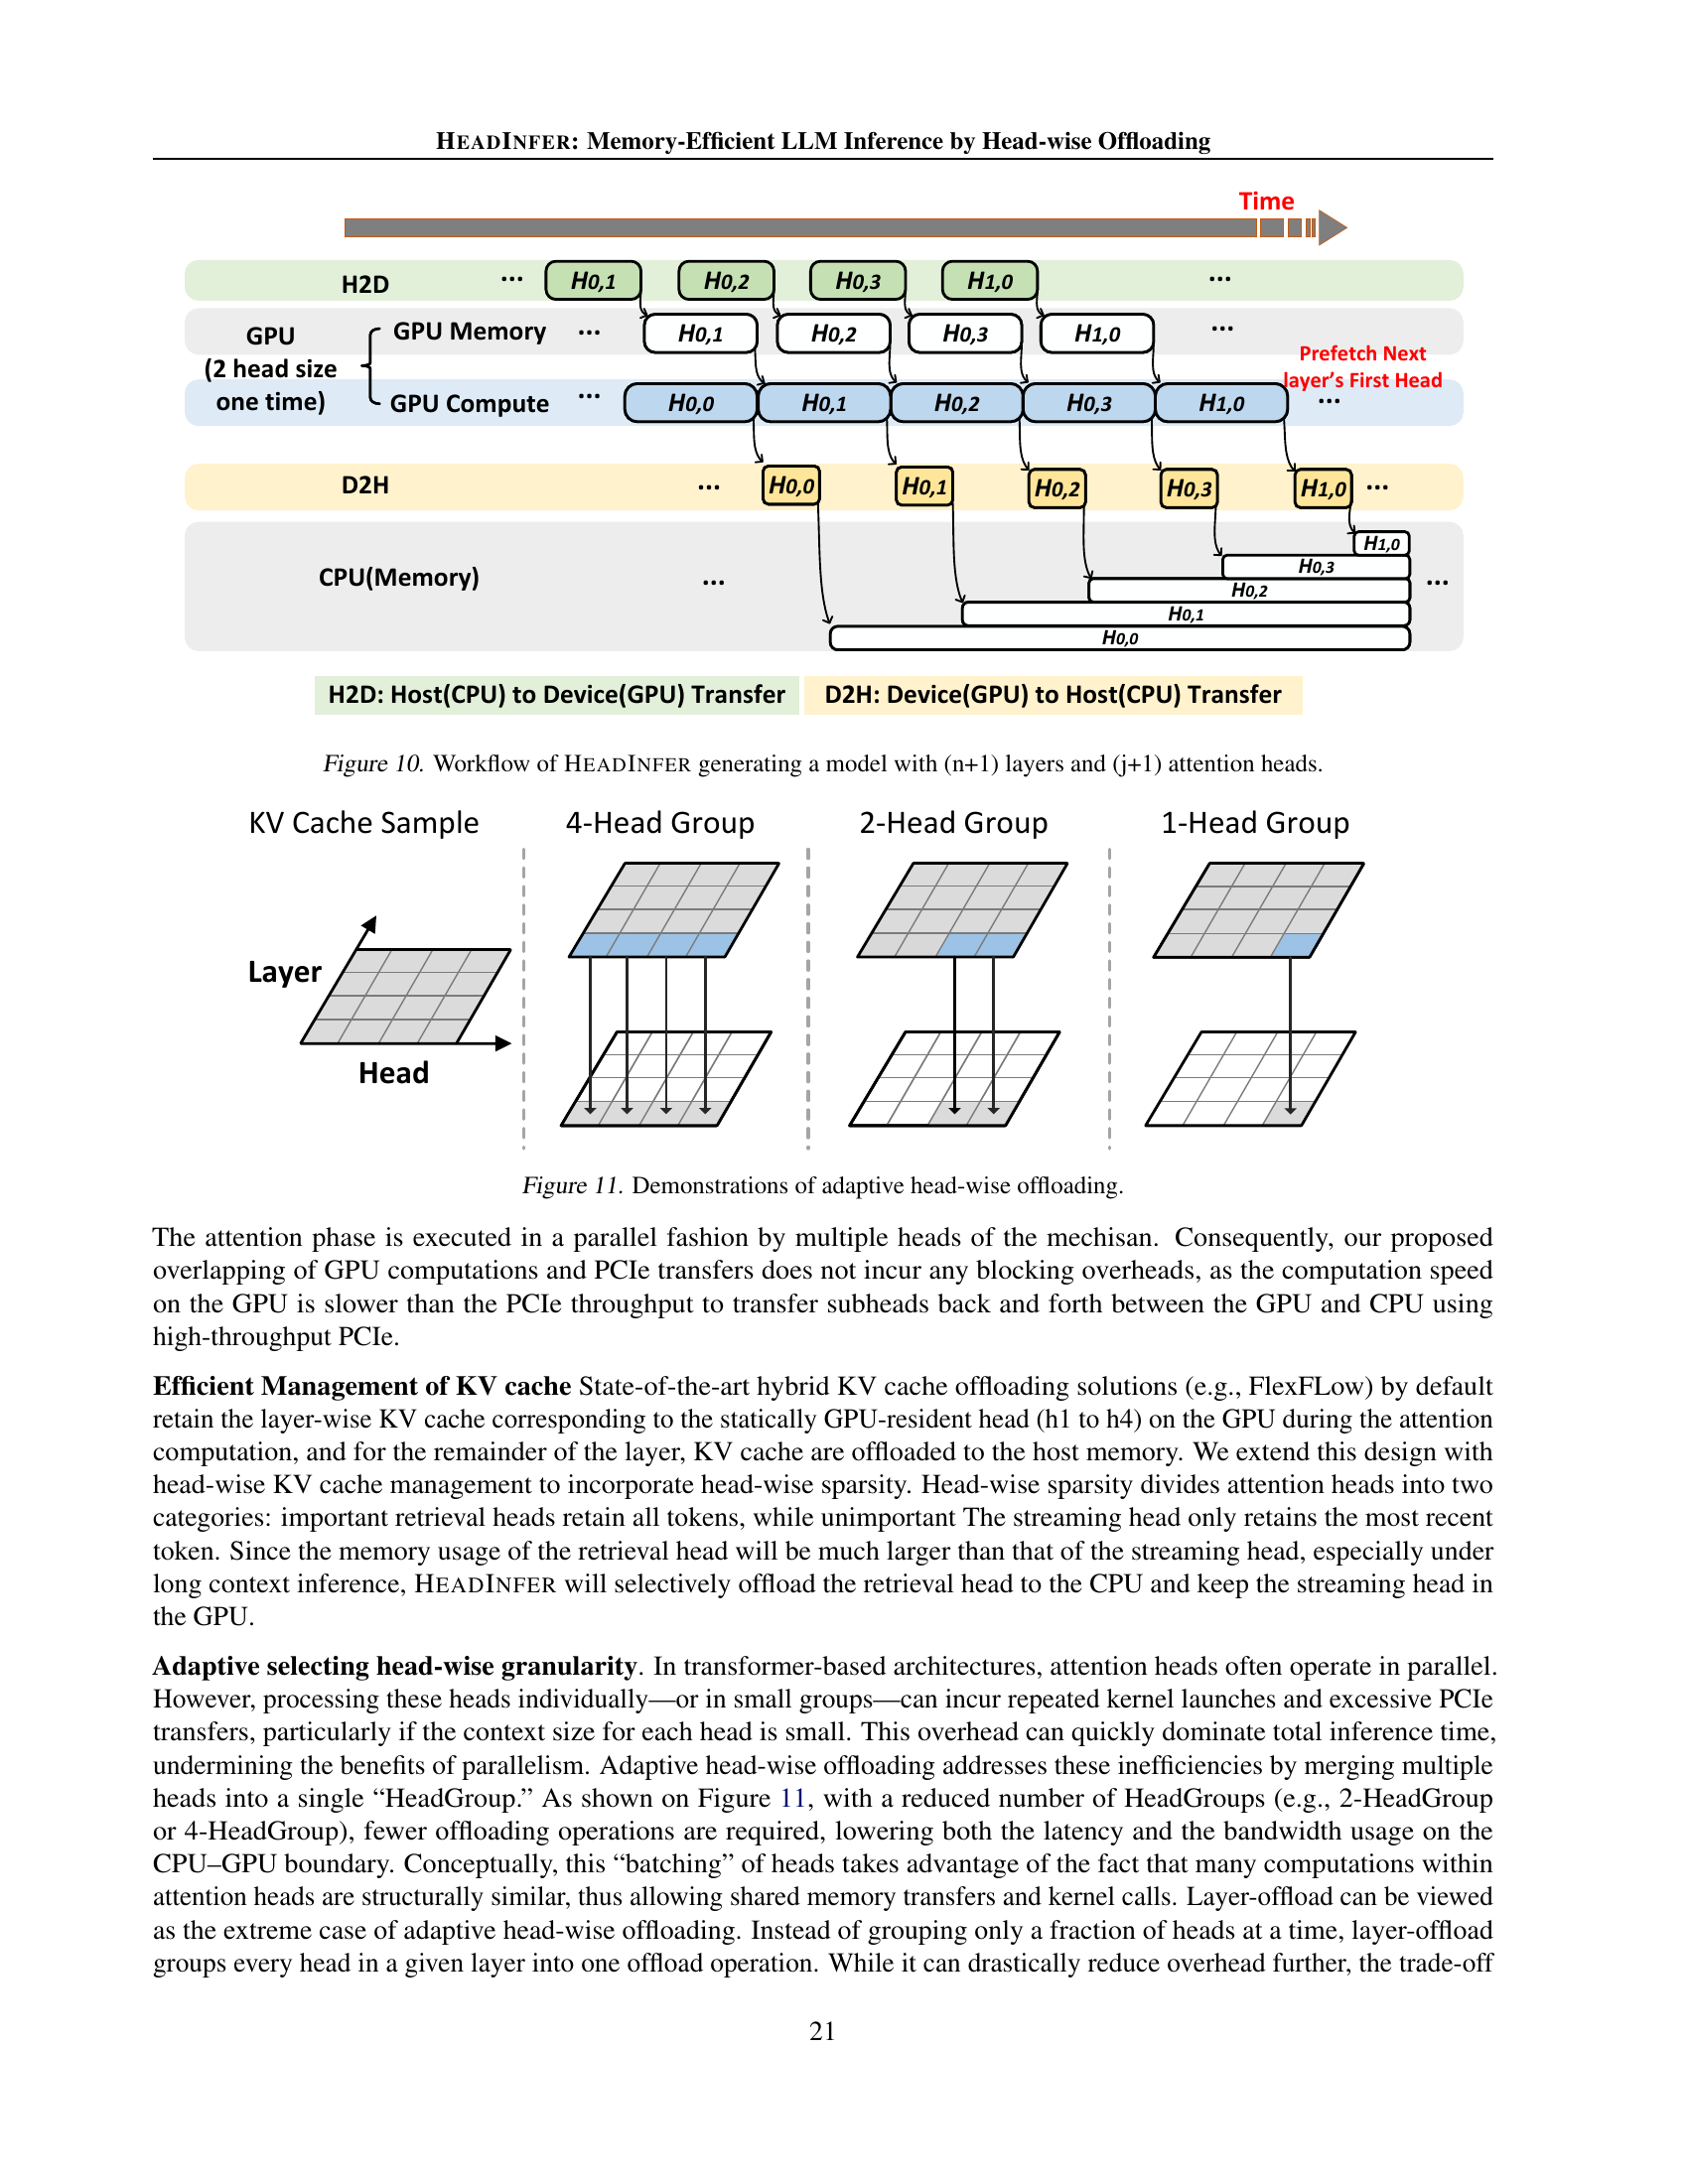 HEADINFER: Memory-Efficient LLM Inference by Head-wise Offloading
Time
H2D ... H0,1 H0,2 H0,3 H1,0 ...
GPU (2 head size one time)
GPU Memory ... H0,1 H0,2 H0,3 H1,0 ...
Prefetch Next
layer's First Head
GPU Compute ... H0,0 H0,1 H0,2 H0,3 H1,0 ...
D2H ... H0,0 H0,1 H0,2 H0,3 H1,0 ...
CPU(Memory) ... ...
H1,0
H0,3
H0,2
H0,1
H0,0
H2D: Host(CPU) to Device(GPU) Transfer D2H: Device(GPU) to Host(CPU) Transfer
Figure 10. Workflow of HEADINFER generating a model with (n+1) layers and (j+1) attention heads.
KV Cache Sample 4-Head Group 2-Head Group 1-Head Group
Layer
Head
Figure 11. Demonstrations of adaptive head-wise offloading.
The attention phase is executed in a parallel fashion by multiple heads of the mechisan. Consequently, our proposed
overlapping of GPU computations and PCIe transfers does not incur any blocking overheads, as the computation speed
on the GPU is slower than the PCIe throughput to transfer subheads back and forth between the GPU and CPU using
high-throughput PCIe.
Efficient Management of KV cache State-of-the-art hybrid KV cache offloading solutions (e.g., FlexFLow) by default
retain the layer-wise KV cache corresponding to the statically GPU-resident head (h1 to h4) on the GPU during the attention
computation, and for the remainder of the layer, KV cache are offloaded to the host memory. We extend this design with
head-wise KV cache management to incorporate head-wise sparsity. Head-wise sparsity divides attention heads into two
categories: important retrieval heads retain all tokens, while unimportant The streaming head only retains the most recent
token. Since the memory usage of the retrieval head will be much larger than that of the streaming head, especially under
long context inference, HEADINFER will selectively offload the retrieval head to the CPU and keep the streaming head in
the GPU.
Adaptive selecting head-wise granularity. In transformer-based architectures, attention heads often operate in parallel.
However, processing these heads individually—or in small groups—can incur repeated kernel launches and excessive PCIe
transfers, particularly if the context size for each head is small. This overhead can quickly dominate total inference time,
undermining the benefits of parallelism. Adaptive head-wise offloading addresses these inefficiencies by merging multiple
heads into a single “HeadGroup.” As shown on Figure 11, with a reduced number of HeadGroups (e.g., 2-HeadGroup
or 4-HeadGroup), fewer offloading operations are required, lowering both the latency and the bandwidth usage on the
CPU–GPU boundary. Conceptually, this “batching” of heads takes advantage of the fact that many computations within
attention heads are structurally similar, thus allowing shared memory transfers and kernel calls. Layer-offload can be viewed
as the extreme case of adaptive head-wise offloading. Instead of grouping only a fraction of heads at a time, layer-offload
groups every head in a given layer into one offload operation. While it can drastically reduce overhead further, the trade-off
21